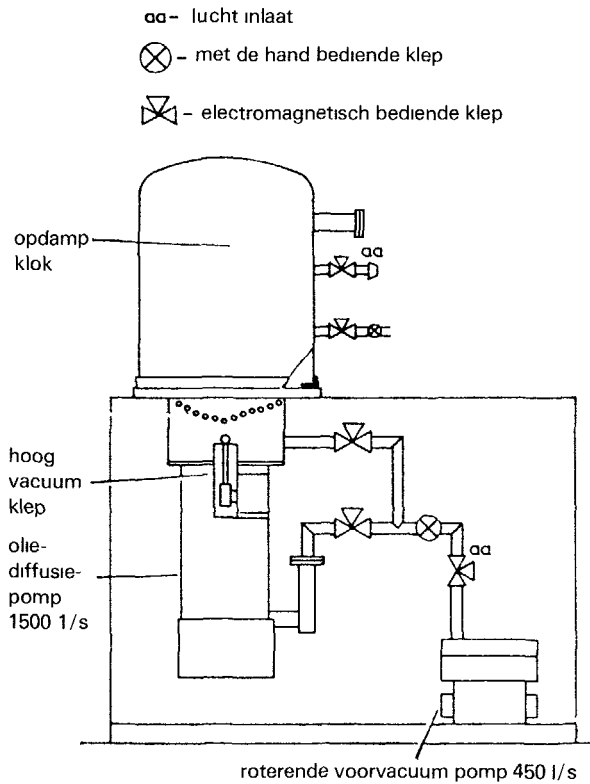 aa– lucht inlaat
– met de hand bediende klep
– electromagnetisch bediende klep
opdamp
klok
aa
hoog
vacuum
klep
aa
olie-
diffusie-
pomp
1500 1/s
roterende voorvacuum pomp 450 l/s